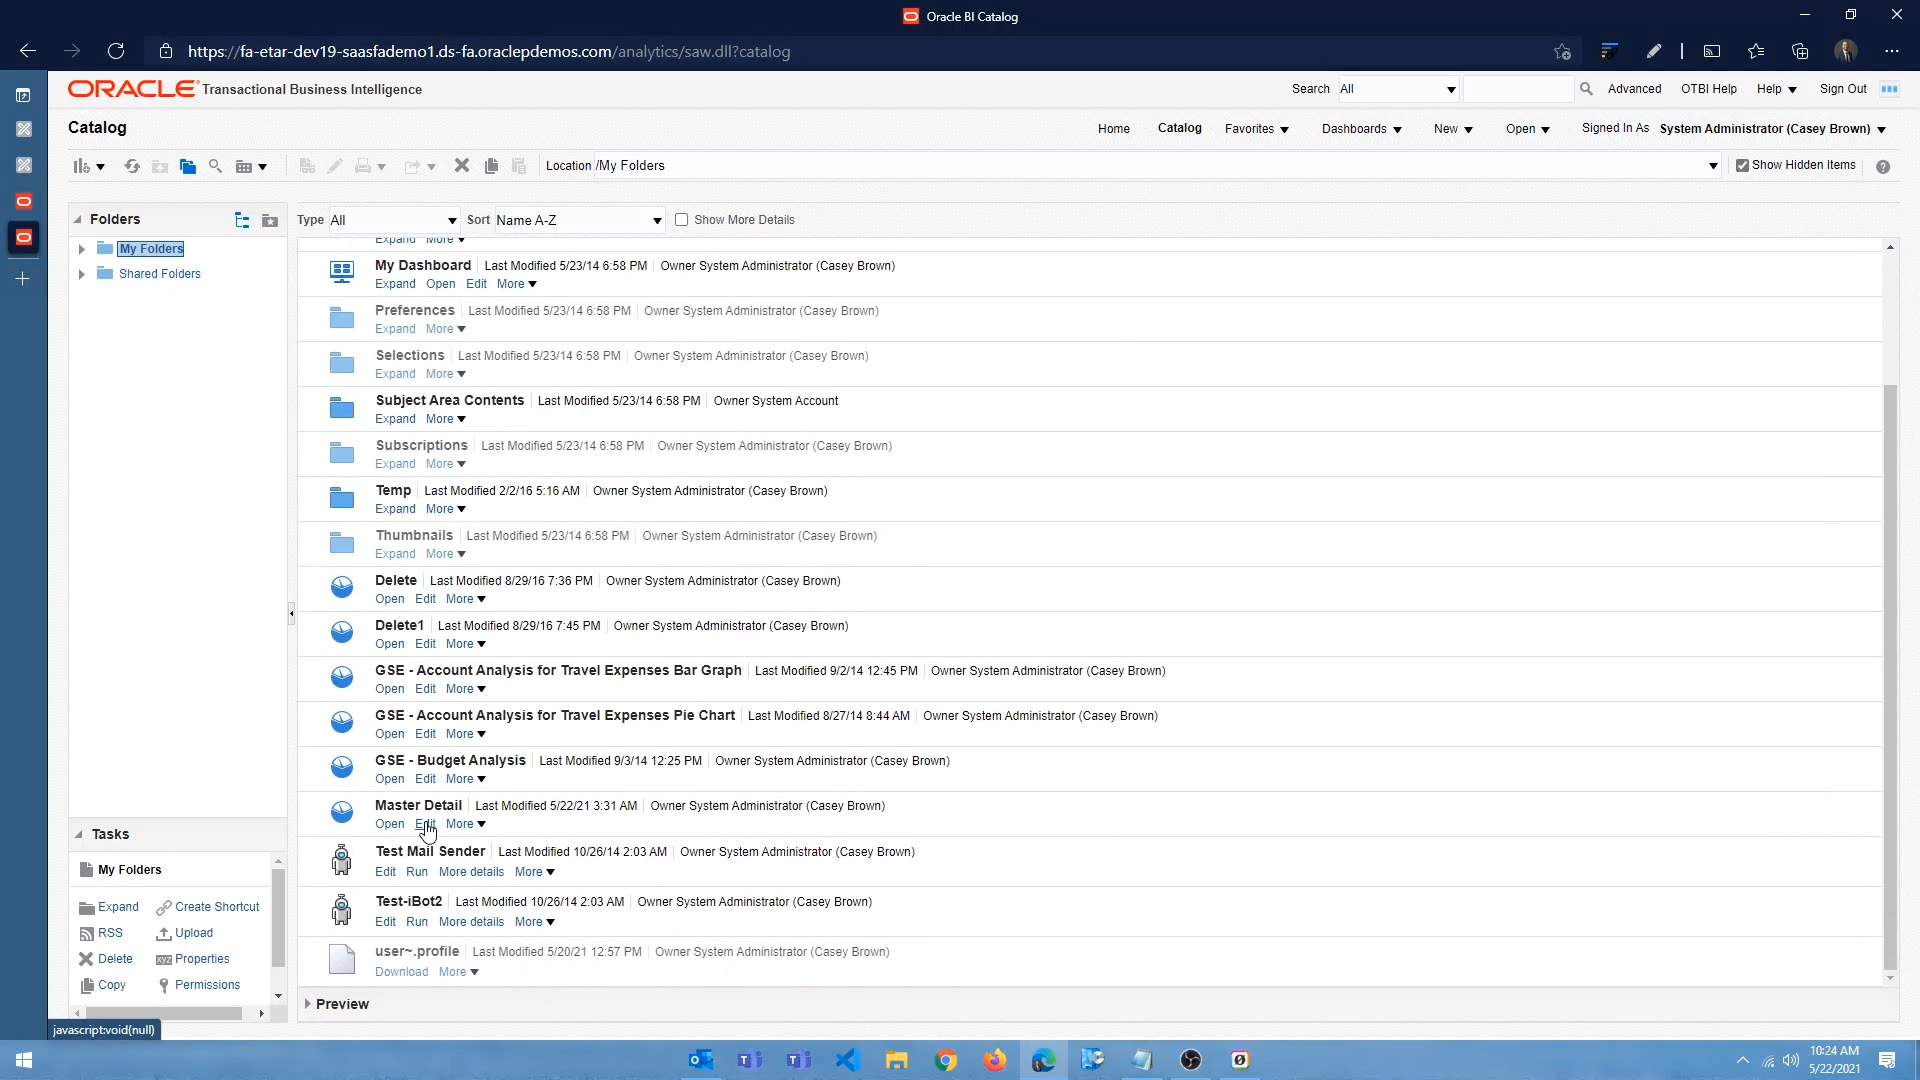 Oracle BI Catalog
https://fa-etar-dev19-saasfademo1.ds-fa.oraclepdemos.com/analytics/saw.dll?catalog
ORACLE Transactional Business Intelligence
Search All Advanced OTBI Help Help Sign Out
Catalog
Home Catalog Favorites Dashboards New Open Signed In As System Administrator (Casey Brown)
Location /My Folders Show Hidden Items
Folders
My Folders
Shared Folders
Type All Sort Name A-Z Show More Details
Expand More
My Dashboard Last Modified 5/23/14 6:58 PM Owner System Administrator (Casey Brown)
Expand Open Edit More
Preferences Last Modified 5/23/14 6:58 PM Owner System Administrator (Casey Brown)
Expand More
Selections Last Modified 5/23/14 6:58 PM Owner System Administrator (Casey Brown)
Expand More
Subject Area Contents Last Modified 5/23/14 6:58 PM Owner System Account
Expand More
Subscriptions Last Modified 5/23/14 6:58 PM Owner System Administrator (Casey Brown)
Expand More
Temp Last Modified 2/2/16 5:16 AM Owner System Administrator (Casey Brown)
Expand More
Thumbnails Last Modified 5/23/14 6:58 PM Owner System Administrator (Casey Brown)
Expand More
Delete Last Modified 8/29/16 7:36 PM Owner System Administrator (Casey Brown)
Open Edit More
Delete1 Last Modified 8/29/16 7:45 PM Owner System Administrator (Casey Brown)
Open Edit More
GSE - Account Analysis for Travel Expenses Bar Graph Last Modified 9/2/14 12:45 PM Owner System Administrator (Casey Brown)
Open Edit More
GSE - Account Analysis for Travel Expenses Pie Chart Last Modified 8/27/14 8:44 AM Owner System Administrator (Casey Brown)
Open Edit More
GSE - Budget Analysis Last Modified 9/3/14 12:25 PM Owner System Administrator (Casey Brown)
Open Edit More
Master Detail Last Modified 5/22/21 3:31 AM Owner System Administrator (Casey Brown)
Open Edit More
Test Mail Sender Last Modified 10/26/14 2:03 AM Owner System Administrator (Casey Brown)
Edit Run More details More
Test-iBot2 Last Modified 10/26/14 2:03 AM Owner System Administrator (Casey Brown)
Edit Run More details More
user~.profile Last Modified 5/20/21 12:57 PM Owner System Administrator (Casey Brown)
Download More
Preview
Tasks
My Folders
Expand Create Shortcut
RSS Upload
Delete xyz Properties
Copy Permissions
javascript:void(null)
10:24 AM
5/22/2021